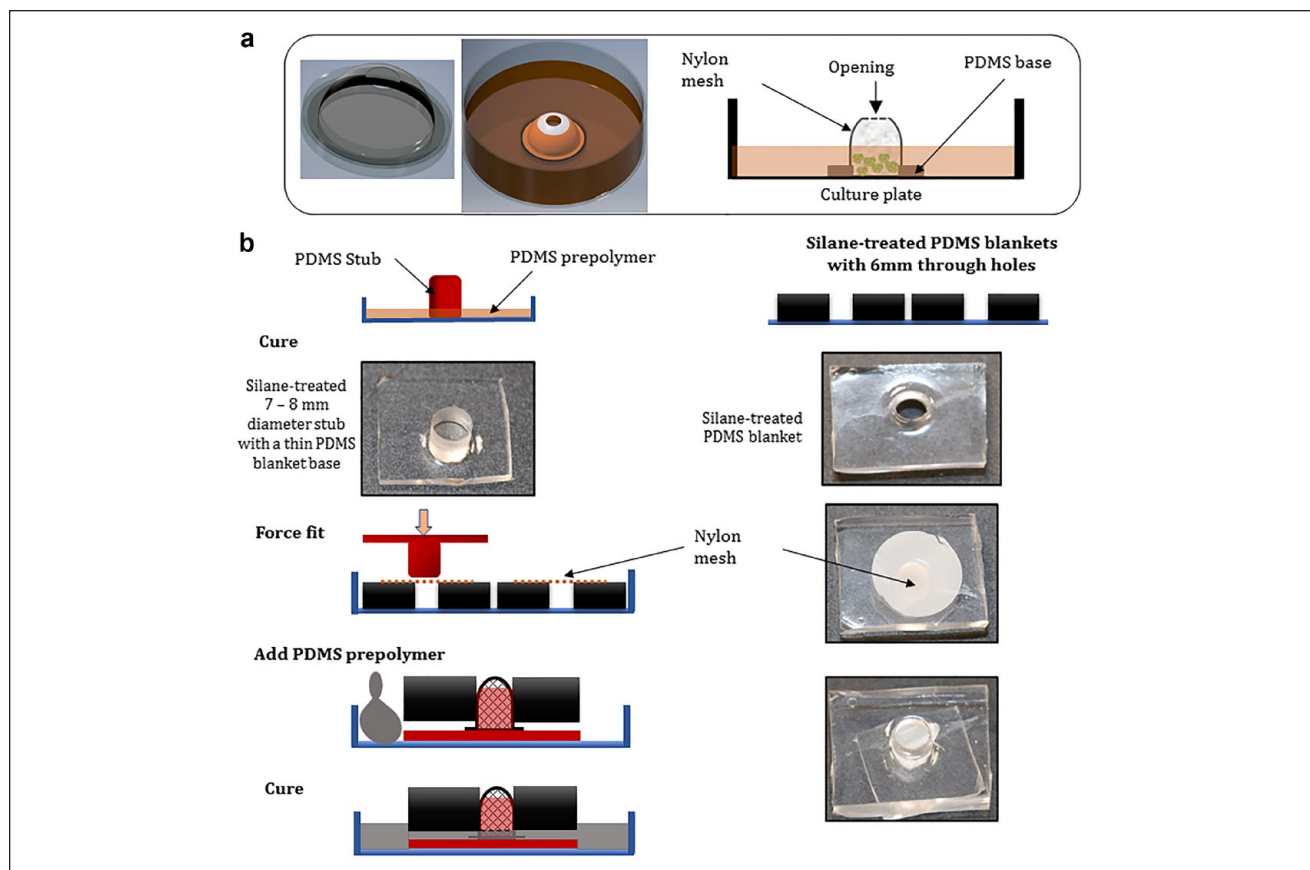 a
Nylon
mesh
Opening
PDMS base
Culture plate
b
PDMS Stub
PDMS prepolymer
Cure
Silane-treated
7 – 8 mm
diameter stub
with a thin PDMS
blanket base
Force fit
Add PDMS prepolymer
Cure
Silane-treated PDMS blankets
with 6mm through holes
Silane-treated
PDMS blanket
Nylon
mesh